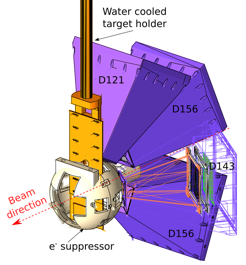 Water cooled
target holder
D121
D156
D143
Beam
direction
D156
e⁻ suppressor